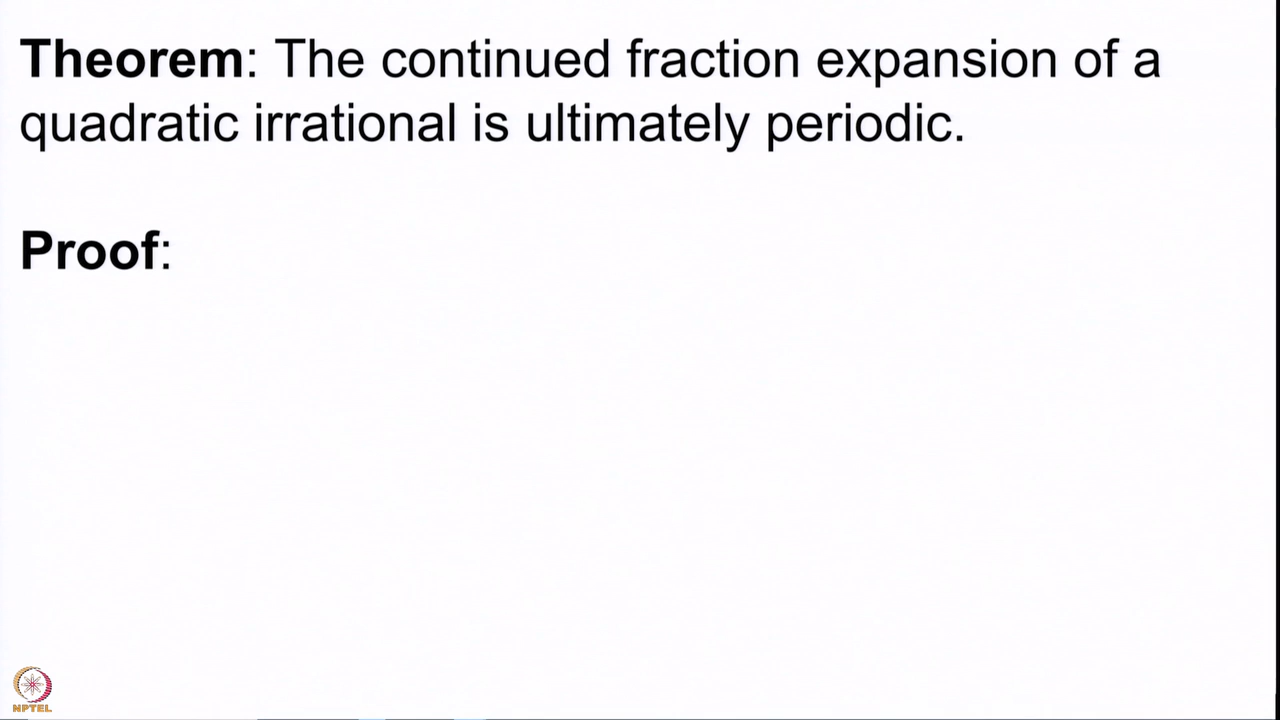 Theorem: The continued fraction expansion of a
quadratic irrational is ultimately periodic.
Proof:
NPTEL